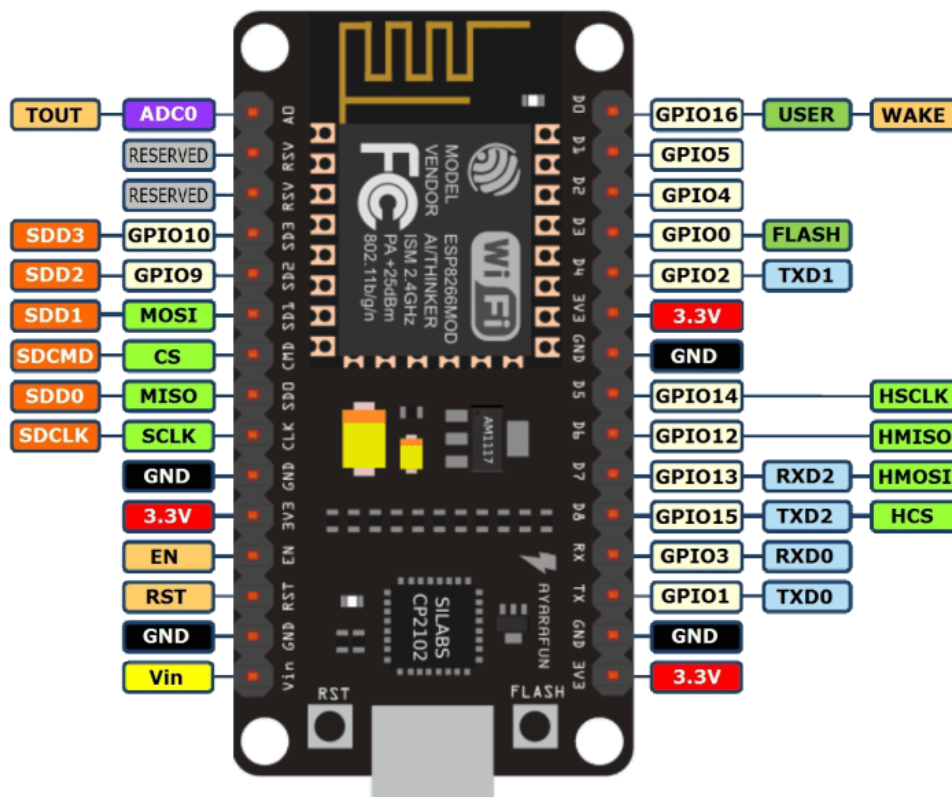 TOUT ADC0 A0 D0 GPIO16 USER WAKE
RESERVED RSV D1 GPIO5
RESERVED RSV D2 GPIO4
SDD3 GPIO10 SD3 D3 GPIO0 FLASH
SDD2 GPIO9 SD2 D4 GPIO2 TXD1
SDD1 MOSI SD1 3V3 3.3V
SDCMD CS CMD GND GND
SDD0 MISO SD0 D5 GPIO14 HSCLK
SDCLK SCLK CLK D6 GPIO12 HMISO
GND GND D7 GPIO13 RXD2 HMOSI
3.3V 3V3 D8 GPIO15 TXD2 HCS
EN EN RX GPIO3 RXD0
RST RST TX GPIO1 TXD0
GND GND GND GND
Vin Vin 3V3 3.3V
MODEL ESP8266MOD
VENDOR AI/THINKER
ISM 2.4GHz
PA +25dBm
802.11b/g/n
FC
Wi Fi
AM1117
SILABS
CP2102
AYARAFUN
RST
FLASH